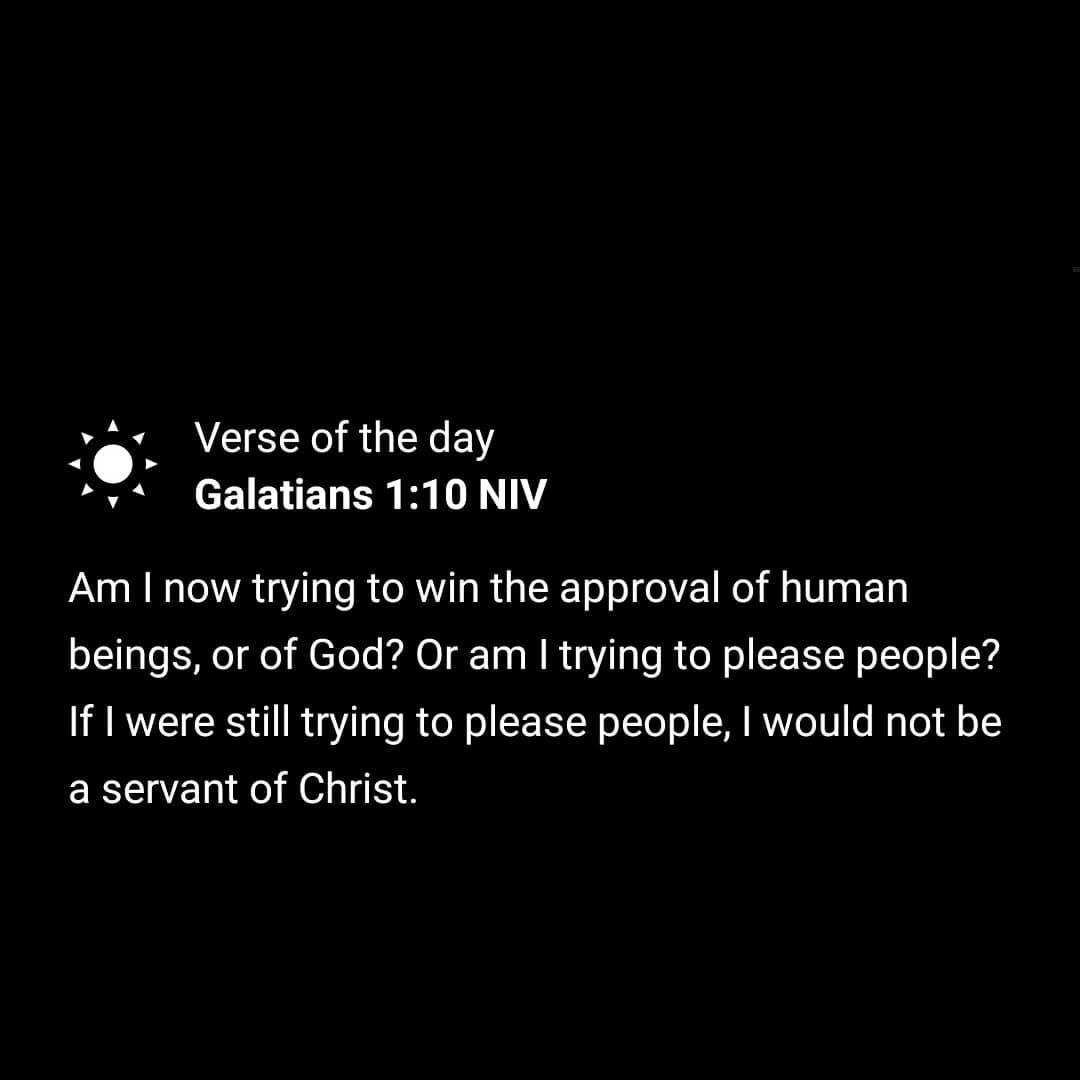 Verse of the day
Galatians 1:10 NIV
Am I now trying to win the approval of human
beings, or of God? Or am I trying to please people?
If I were still trying to please people, I would not be
a servant of Christ.